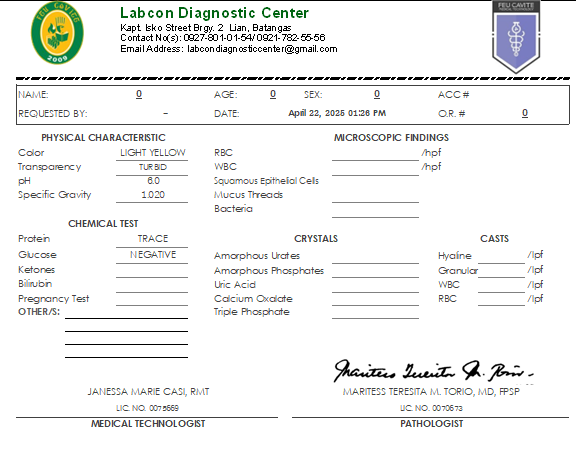 FEU CAVITE
2009
Labcon Diagnostic Center
Kapt. Isko Street Brgy. 2 Lian, Batangas
Contact No(s): 0927-801-01-54/ 0921-782-55-56
Email Address: labcondiagnosticcenter@gmail.com
FEU CAVITE
NAME: 0 AGE: 0 SEX: 0 ACC #
REQUESTED BY: – DATE: April 22, 2025 01:26 PM O.R. # 0
PHYSICAL CHARACTERISTIC
Color LIGHT YELLOW
Transparency TURBID
pH 6.0
Specific Gravity 1.020
MICROSCOPIC FINDINGS
RBC /hpf
WBC /hpf
Squamous Epithelial Cells
Mucus Threads
Bacteria
CHEMICAL TEST
Protein TRACE
Glucose NEGATIVE
Ketones
Bilirubin
Pregnancy Test
OTHER/S:
CRYSTALS
Amorphous Urates
Amorphous Phosphates
Uric Acid
Calcium Oxalate
Triple Phosphate
CASTS
Hyaline /lpf
Granular /lpf
WBC /lpf
RBC /lpf
JANESSA MARIE CASI, RMT
LIC. NO. 0075669
MEDICAL TECHNOLOGIST
MARITESS TERESITA M. TORIO, MD, FPSP
LIC. NO. 0070673
PATHOLOGIST